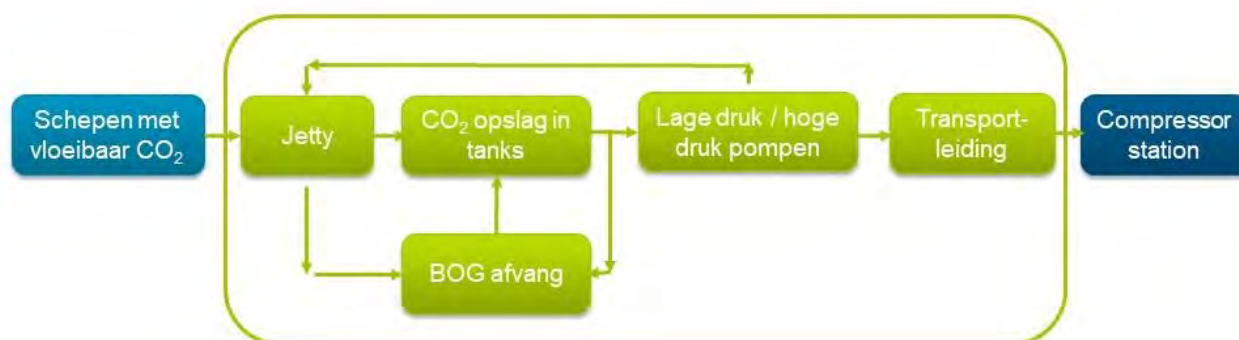 Schepen met
vloeibaar CO₂
Jetty
CO₂ opslag in
tanks
Lage druk / hoge
druk pompen
Transport-
leiding
Compressor
station
BOG afvang